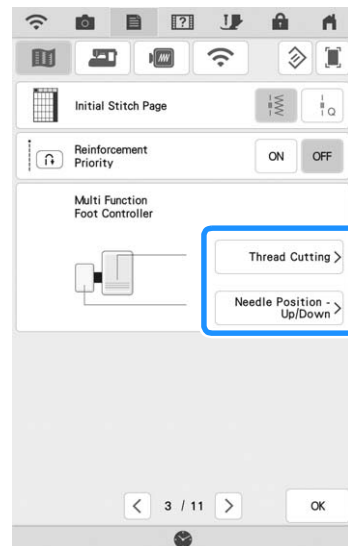 Initial Stitch Page
Q
Reinforcement
Priority
ON
OFF
Multi Function
Foot Controller
Thread Cutting >
Needle Position -
Up/Down >
< 3 / 11 >
OK